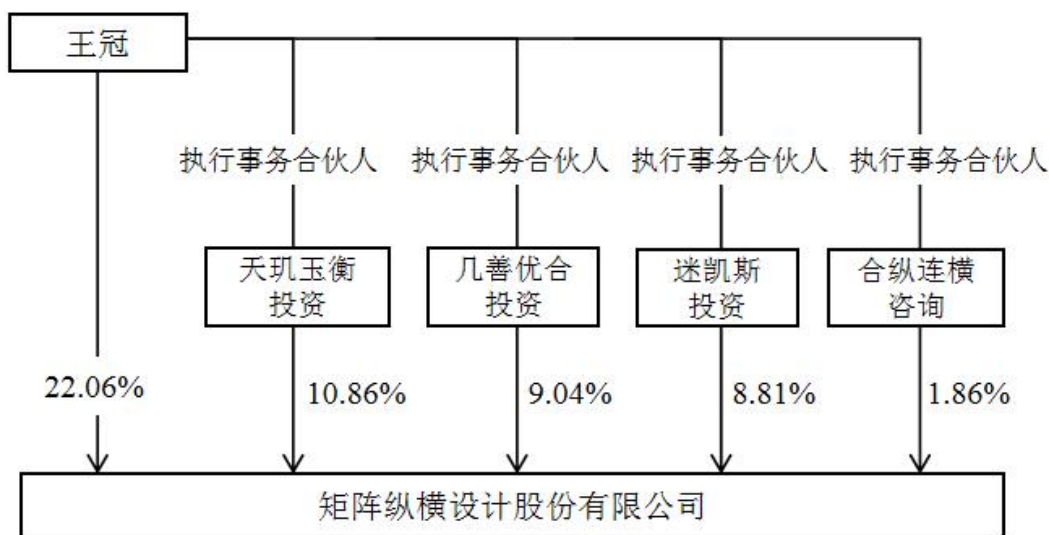 王冠
执行事务合伙人 执行事务合伙人 执行事务合伙人 执行事务合伙人
天玑玉衡 几善优合 迷凯斯 合纵连横
投资 投资 投资 咨询
22.06% 10.86% 9.04% 8.81% 1.86%
矩阵纵横设计股份有限公司